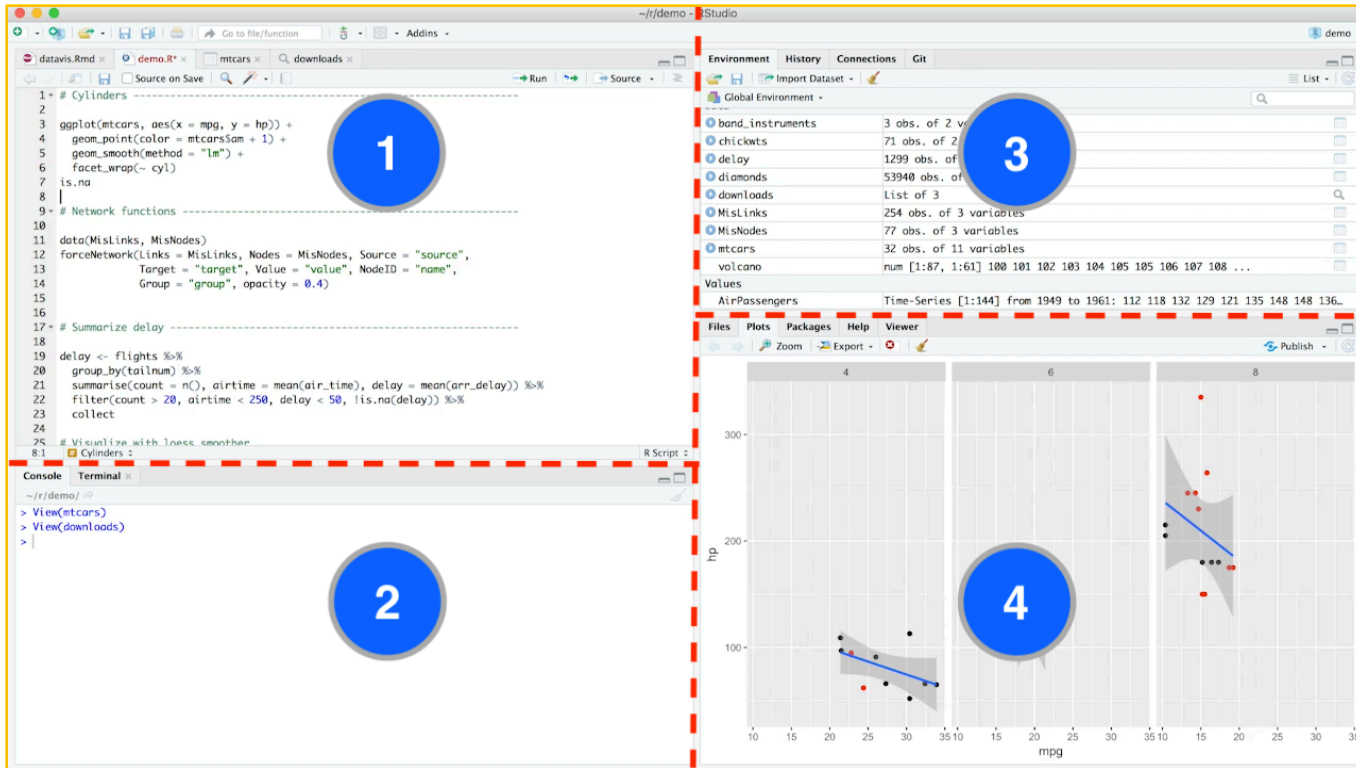 ~/r/demo - RStudio
Go to file/function
Addins
demo
datavis.Rmd
demo.R*
mtcars
downloads
Source on Save
Run
Source
1 # Cylinders
2
3 ggplot(mtcars, aes(x = mpg, y = hp)) +
4 geom_point(color = mtcars$am + 1) +
5 geom_smooth(method = "lm") +
6 facet_wrap(~ cyl)
7 is.na
8
9 # Network functions
10
11 data(MisLinks, MisNodes)
12 forceNetwork(Links = MisLinks, Nodes = MisNodes, Source = "source",
13 Target = "target", Value = "value", NodeID = "name",
14 Group = "group", opacity = 0.4)
15
16
17 # Summarize delay
18
19 delay <- flights %>%
20 group_by(tailnum) %>%
21 summarise(count = n(), airtime = mean(air_time), delay = mean(arr_delay)) %>%
22 filter(count > 20, airtime < 250, delay < 50, !is.na(delay)) %>%
23 collect
24
25 # Visualize with loess smoother
8:1 Cylinders R Script
1
Console Terminal
~/r/demo/
> View(mtcars)
> View(downloads)
>
2
Environment History Connections Git
Import Dataset List
Global Environment
band_instruments 3 obs. of 2
chickwts 71 obs. of 2
delay 1299 obs. of
diamonds 53940 obs. of
downloads List of 3
MisLinks 254 obs. of 3 variables
MisNodes 77 obs. of 3 variables
mtcars 32 obs. of 11 variables
volcano num [1:87, 1:61] 100 101 102 103 104 105 105 106 107 108 ...
Values
AirPassengers Time-Series [1:144] from 1949 to 1961: 112 118 132 129 121 135 148 148 136…
3
Files Plots Packages Help Viewer
Zoom Export Publish
4 6 8
300
200
100
hp
10 15 20 25 30 35 10 15 20 25 30 35 10 15 20 25 30 35
mpg
4